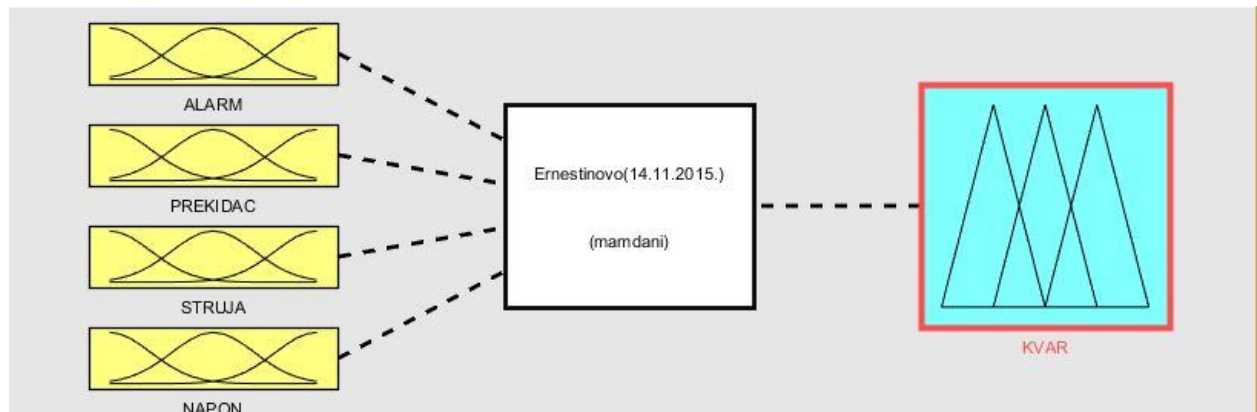 ALARM
PREKIDAC
STRUJA
NAPON
Ernestinovo(14.11.2015.)
(mamdani)
KVAR